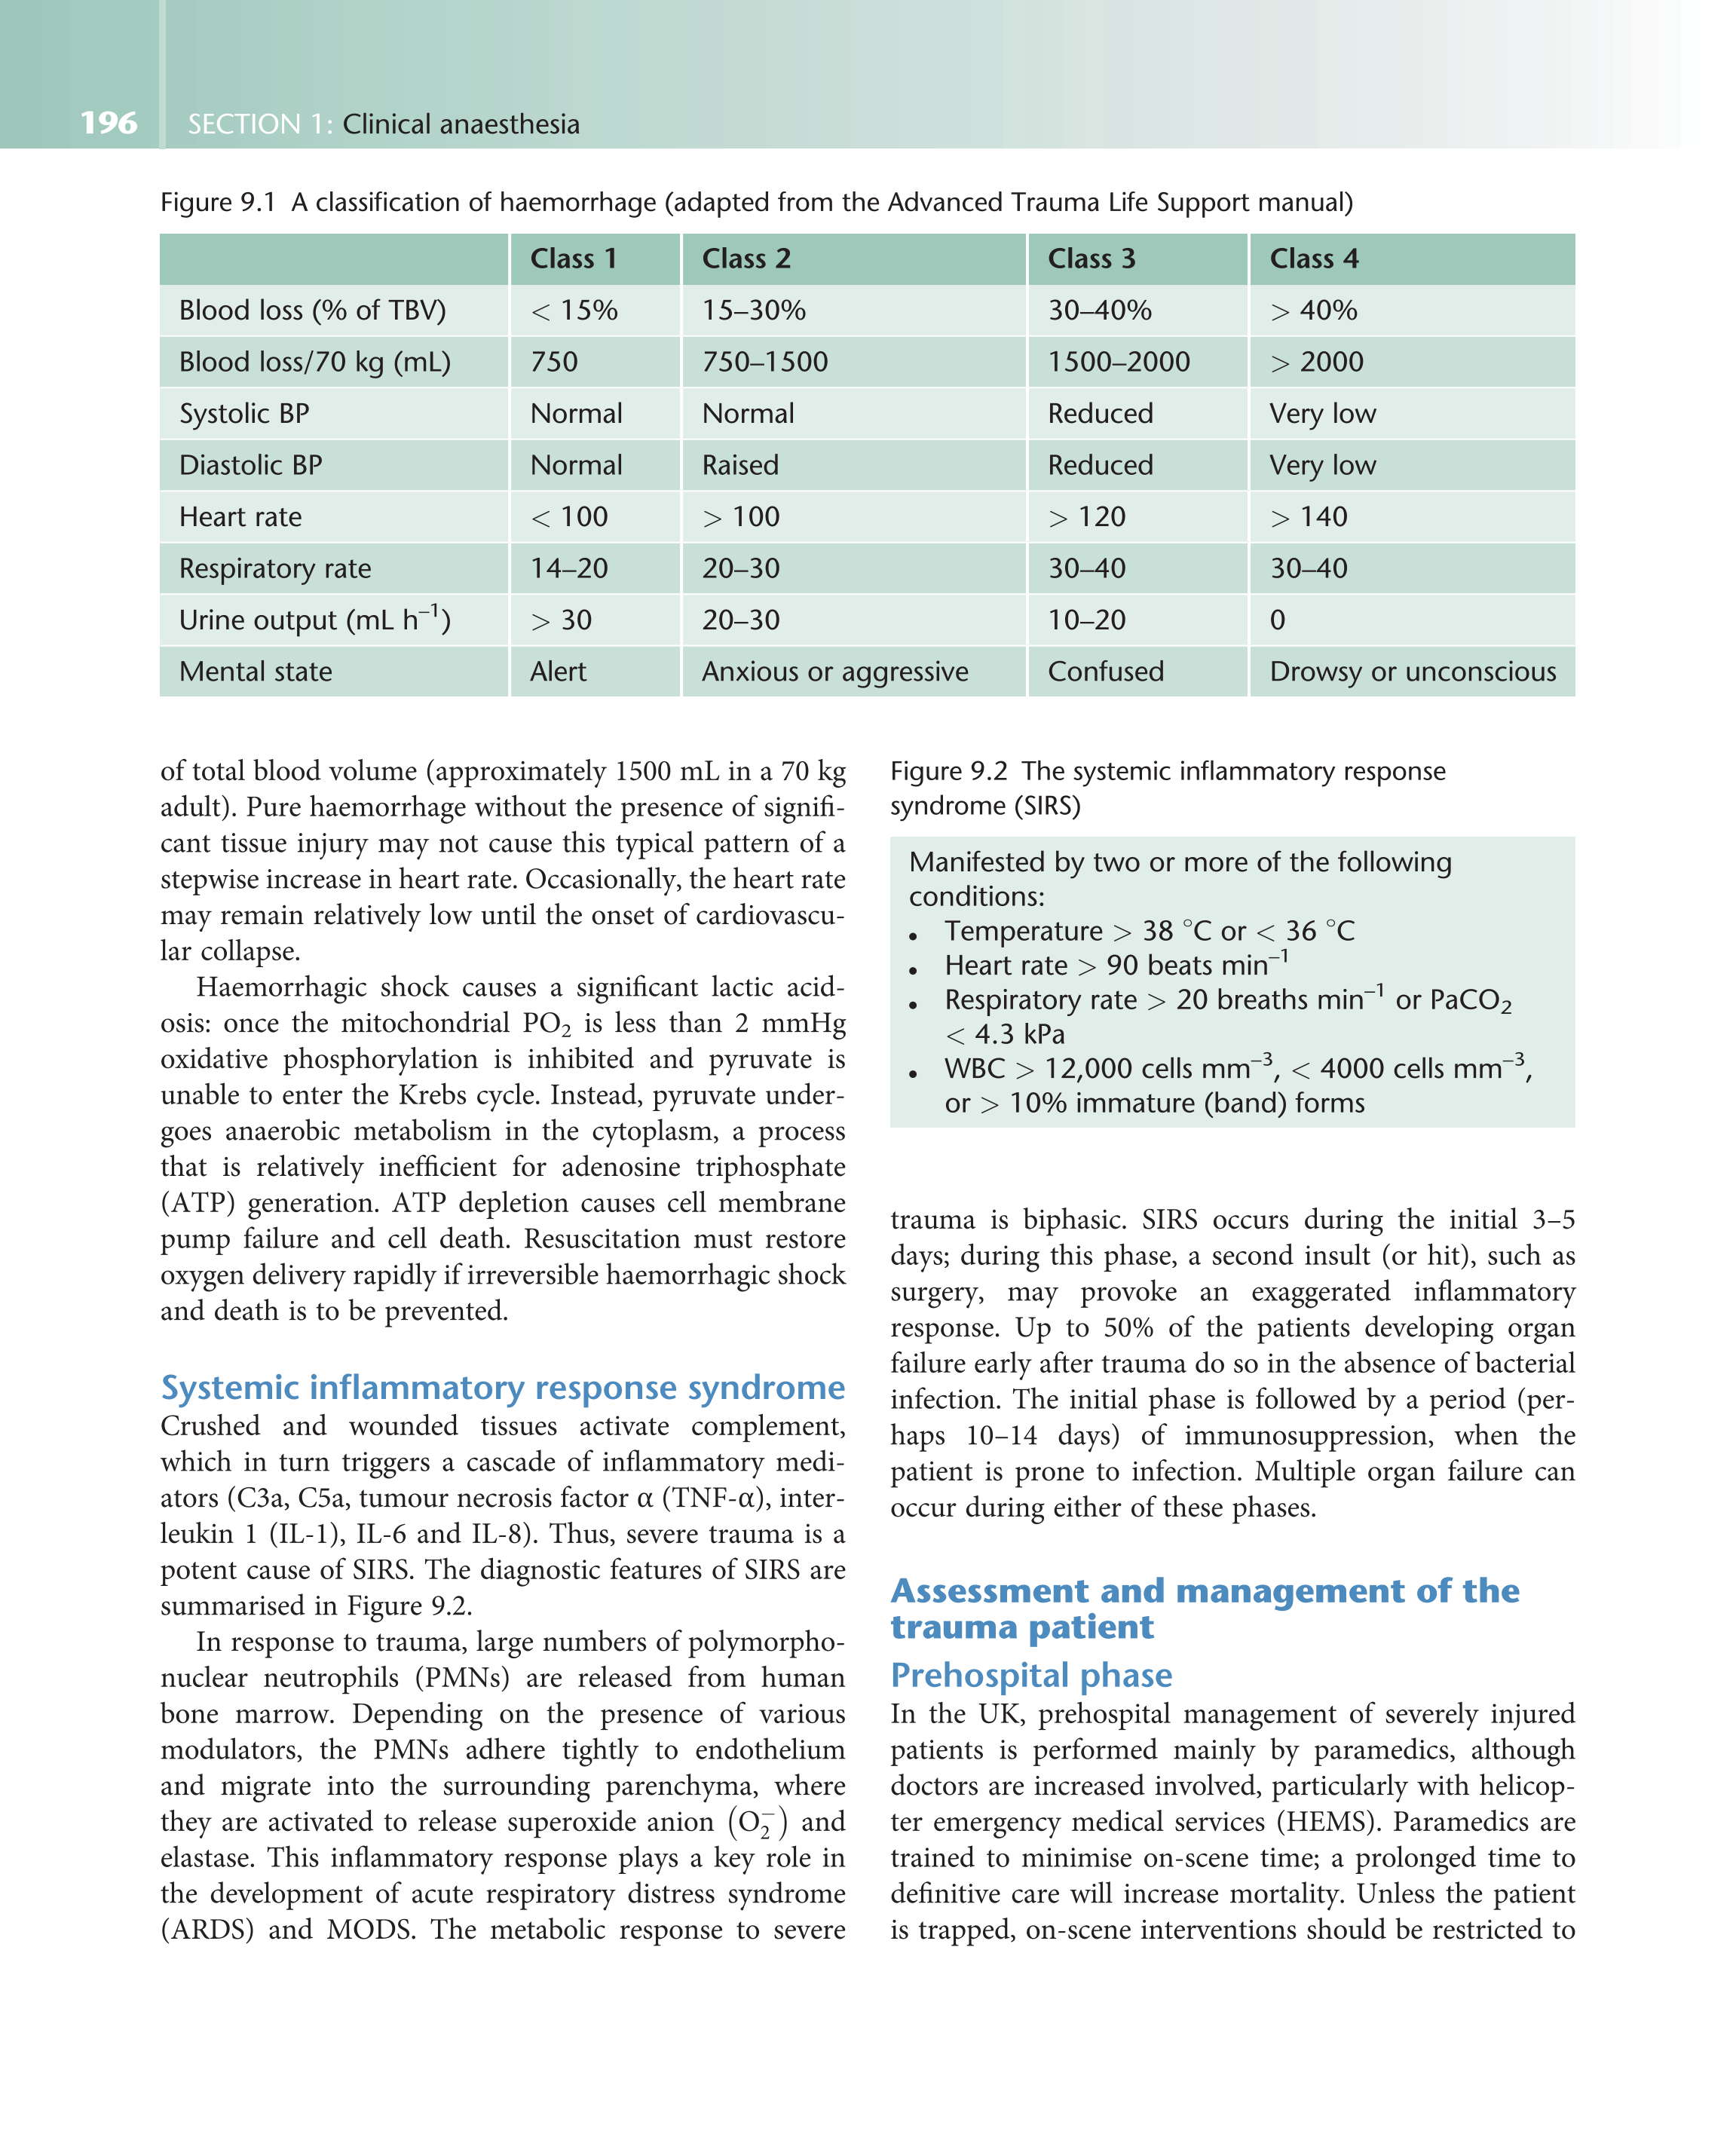 196 SECTION 1: Clinical anaesthesia
Figure 9.1 A classification of haemorrhage (adapted from the Advanced Trauma Life Support manual)
Class 1 Class 2 Class 3 Class 4
Blood loss (% of TBV) < 15% 15–30% 30–40% > 40%
Blood loss/70 kg (mL) 750 750–1500 1500–2000 > 2000
Systolic BP Normal Normal Reduced Very low
Diastolic BP Normal Raised Reduced Very low
Heart rate < 100 > 100 > 120 > 140
Respiratory rate 14–20 20–30 30–40 30–40
Urine output (mL h⁻¹) > 30 20–30 10–20 0
Mental state Alert Anxious or aggressive Confused Drowsy or unconscious
of total blood volume (approximately 1500 mL in a 70 kg
adult). Pure haemorrhage without the presence of signifi-
cant tissue injury may not cause this typical pattern of a
stepwise increase in heart rate. Occasionally, the heart rate
may remain relatively low until the onset of cardiovascu-
lar collapse.
Haemorrhagic shock causes a significant lactic acid-
osis: once the mitochondrial PO₂ is less than 2 mmHg
oxidative phosphorylation is inhibited and pyruvate is
unable to enter the Krebs cycle. Instead, pyruvate under-
goes anaerobic metabolism in the cytoplasm, a process
that is relatively inefficient for adenosine triphosphate
(ATP) generation. ATP depletion causes cell membrane
pump failure and cell death. Resuscitation must restore
oxygen delivery rapidly if irreversible haemorrhagic shock
and death is to be prevented.
Systemic inflammatory response syndrome
Crushed and wounded tissues activate complement,
which in turn triggers a cascade of inflammatory medi-
ators (C3a, C5a, tumour necrosis factor α (TNF-α), inter-
leukin 1 (IL-1), IL-6 and IL-8). Thus, severe trauma is a
potent cause of SIRS. The diagnostic features of SIRS are
summarised in Figure 9.2.
In response to trauma, large numbers of polymorpho-
nuclear neutrophils (PMNs) are released from human
bone marrow. Depending on the presence of various
modulators, the PMNs adhere tightly to endothelium
and migrate into the surrounding parenchyma, where
they are activated to release superoxide anion (O₂⁻) and
elastase. This inflammatory response plays a key role in
the development of acute respiratory distress syndrome
(ARDS) and MODS. The metabolic response to severe
Figure 9.2 The systemic inflammatory response
syndrome (SIRS)
Manifested by two or more of the following
conditions:
• Temperature > 38 °C or < 36 °C
• Heart rate > 90 beats min⁻¹
• Respiratory rate > 20 breaths min⁻¹ or PaCO₂
< 4.3 kPa
• WBC > 12,000 cells mm⁻³, < 4000 cells mm⁻³,
or > 10% immature (band) forms
trauma is biphasic. SIRS occurs during the initial 3–5
days; during this phase, a second insult (or hit), such as
surgery, may provoke an exaggerated inflammatory
response. Up to 50% of the patients developing organ
failure early after trauma do so in the absence of bacterial
infection. The initial phase is followed by a period (per-
haps 10–14 days) of immunosuppression, when the
patient is prone to infection. Multiple organ failure can
occur during either of these phases.
Assessment and management of the
trauma patient
Prehospital phase
In the UK, prehospital management of severely injured
patients is performed mainly by paramedics, although
doctors are increased involved, particularly with helicop-
ter emergency medical services (HEMS). Paramedics are
trained to minimise on-scene time; a prolonged time to
definitive care will increase mortality. Unless the patient
is trapped, on-scene interventions should be restricted to